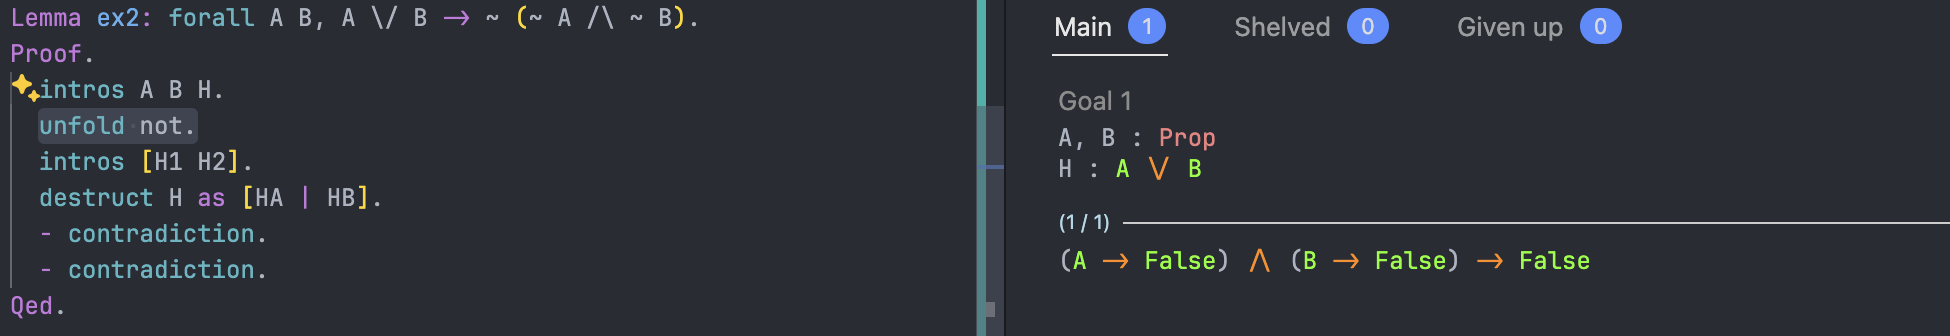 Lemma ex2: forall A B, A \/ B -> ~ (~ A /\ ~ B).
Proof.
intros A B H.
unfold not.
intros [H1 H2].
destruct H as [HA | HB].
- contradiction.
- contradiction.
Qed.
Main 1 Shelved 0 Given up 0
Goal 1
A, B : Prop
H : A ∨ B
(1 / 1)
(A → False) ∧ (B → False) → False